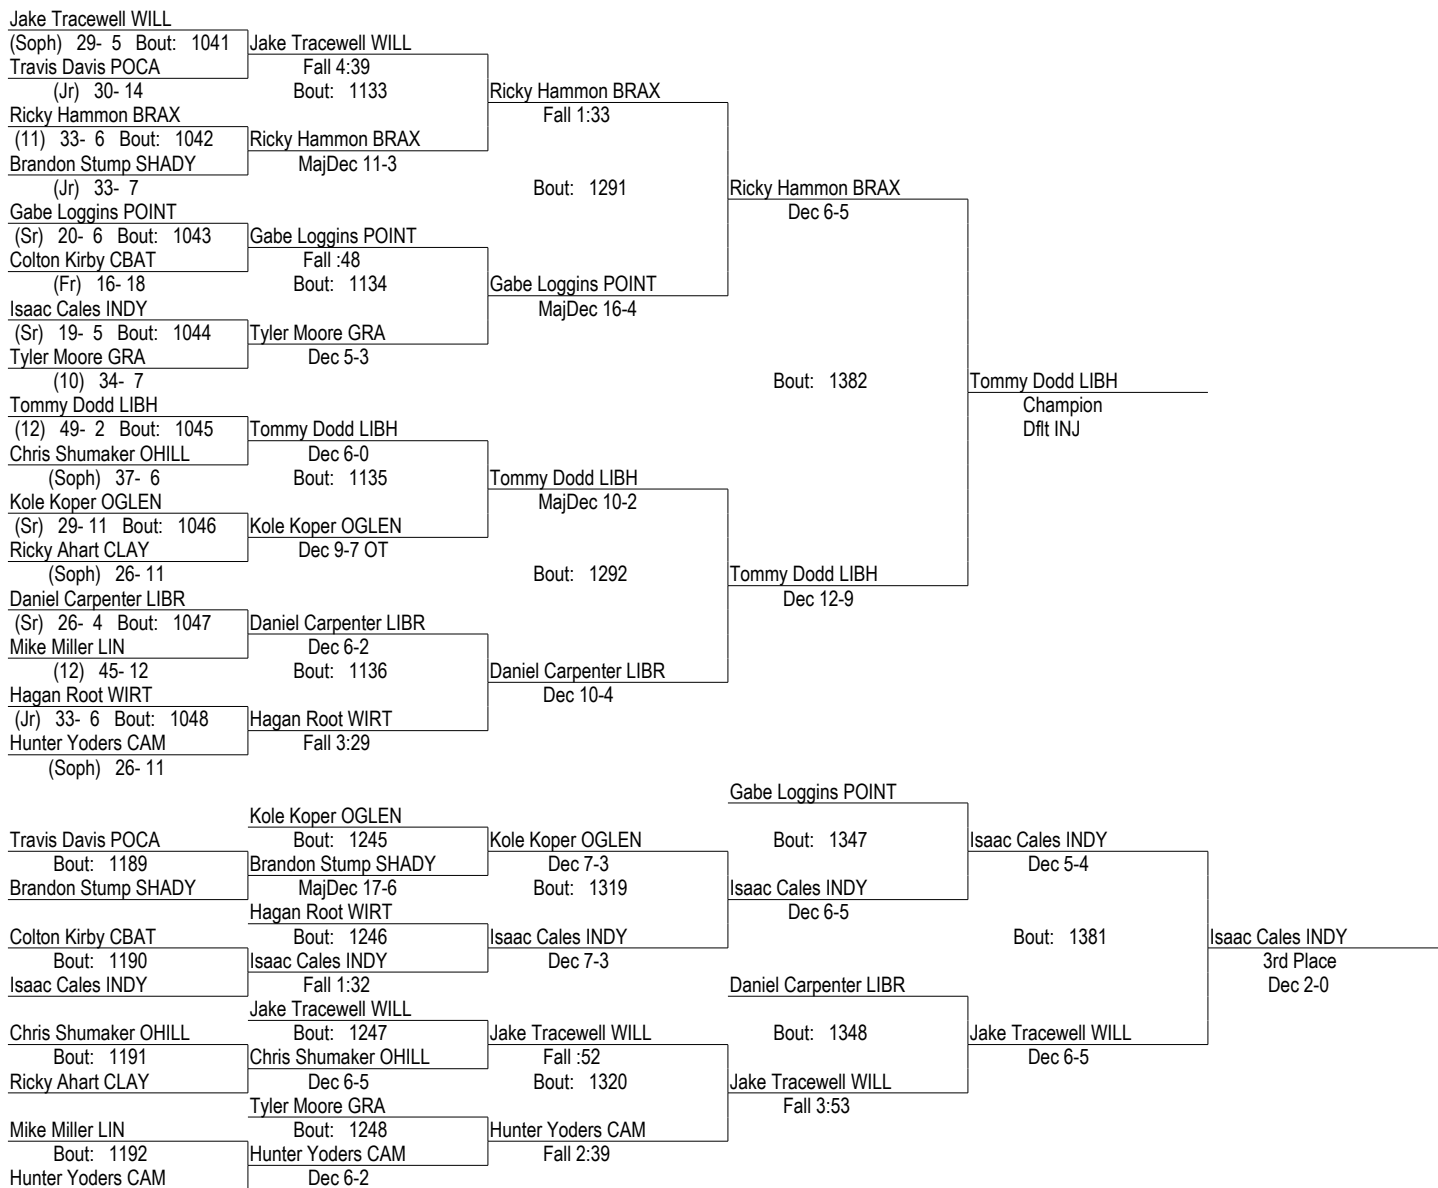 Jake Tracewell WILL
(Soph) 29- 5 Bout: 1041 Jake Tracewell WILL
Travis Davis POCA Fall 4:39
(Jr) 30- 14 Bout: 1133 Ricky Hammon BRAX
Ricky Hammon BRAX Fall 1:33
(11) 33- 6 Bout: 1042 Ricky Hammon BRAX
Brandon Stump SHADY MajDec 11-3
(Jr) 33- 7 Bout: 1291 Ricky Hammon BRAX
Gabe Loggins POINT Dec 6-5
(Sr) 20- 6 Bout: 1043 Gabe Loggins POINT
Colton Kirby CBAT Fall :48
(Fr) 16- 18 Bout: 1134 Gabe Loggins POINT
Isaac Cales INDY MajDec 16-4
(Sr) 19- 5 Bout: 1044 Tyler Moore GRA
Tyler Moore GRA Dec 5-3
(10) 34- 7 Bout: 1382 Tommy Dodd LIBH
Tommy Dodd LIBH Champion
(12) 49- 2 Bout: 1045 Tommy Dodd LIBH Dflt INJ
Chris Shumaker OHILL Dec 6-0
(Soph) 37- 6 Bout: 1135 Tommy Dodd LIBH
Kole Koper OGLEN MajDec 10-2
(Sr) 29- 11 Bout: 1046 Kole Koper OGLEN
Ricky Ahart CLAY Dec 9-7 OT
(Soph) 26- 11 Bout: 1292 Tommy Dodd LIBH
Daniel Carpenter LIBR Dec 12-9
(Sr) 26- 4 Bout: 1047 Daniel Carpenter LIBR
Mike Miller LIN Dec 6-2
(12) 45- 12 Bout: 1136 Daniel Carpenter LIBR
Hagan Root WIRT Dec 10-4
(Jr) 33- 6 Bout: 1048 Hagan Root WIRT
Hunter Yoders CAM Fall 3:29
(Soph) 26- 11
Gabe Loggins POINT
Kole Koper OGLEN
Travis Davis POCA Bout: 1245 Kole Koper OGLEN Bout: 1347 Isaac Cales INDY
Bout: 1189 Brandon Stump SHADY Dec 7-3 Dec 5-4
Brandon Stump SHADY MajDec 17-6 Bout: 1319 Isaac Cales INDY
Hagan Root WIRT Dec 6-5
Colton Kirby CBAT Bout: 1246 Isaac Cales INDY Bout: 1381 Isaac Cales INDY
Bout: 1190 Isaac Cales INDY Dec 7-3 3rd Place
Isaac Cales INDY Fall 1:32 Daniel Carpenter LIBR Dec 2-0
Jake Tracewell WILL
Chris Shumaker OHILL Bout: 1247 Jake Tracewell WILL Bout: 1348 Jake Tracewell WILL
Bout: 1191 Chris Shumaker OHILL Fall :52 Dec 6-5
Ricky Ahart CLAY Dec 6-5 Bout: 1320 Jake Tracewell WILL
Tyler Moore GRA Fall 3:53
Mike Miller LIN Bout: 1248 Hunter Yoders CAM
Bout: 1192 Hunter Yoders CAM Fall 2:39
Hunter Yoders CAM Dec 6-2